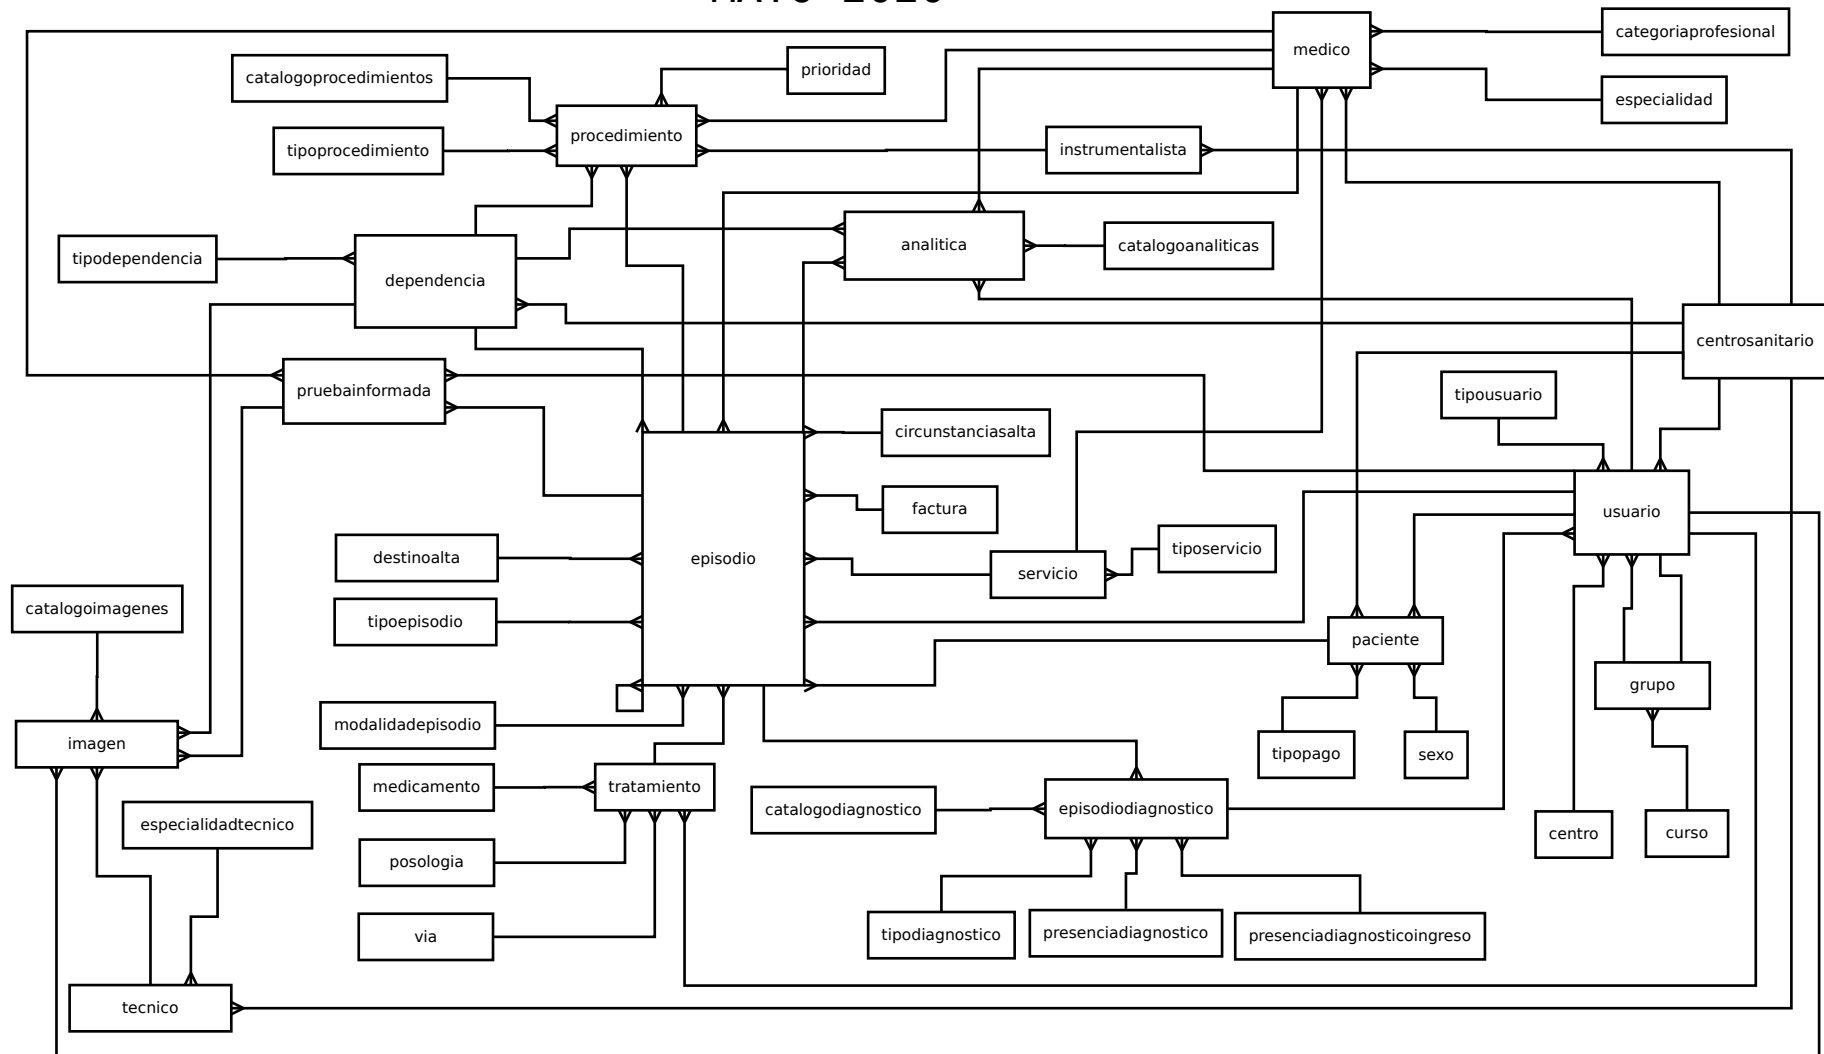 medico
categoriaprofesional
catalogoprocedimientos
prioridad
especialidad
procedimiento
tipoprocedimiento
instrumentalista
tipodependencia
dependencia
analitica
catalogoanaliticas
centrosanitario
pruebainformada
tipousuario
circunstanciasalta
factura
usuario
destinoalta
episodio
servicio
tiposervicio
catalogoimagenes
tipoepisodio
paciente
grupo
modalidadepisodio
imagen
tipopago
sexo
medicamento
tratamiento
catalogodiagnostico
episodiodiagnostico
especialidadtecnico
centro
curso
posologia
via
tipodiagnostico
presenciadiagnostico
presenciadiagnosticoingreso
tecnico